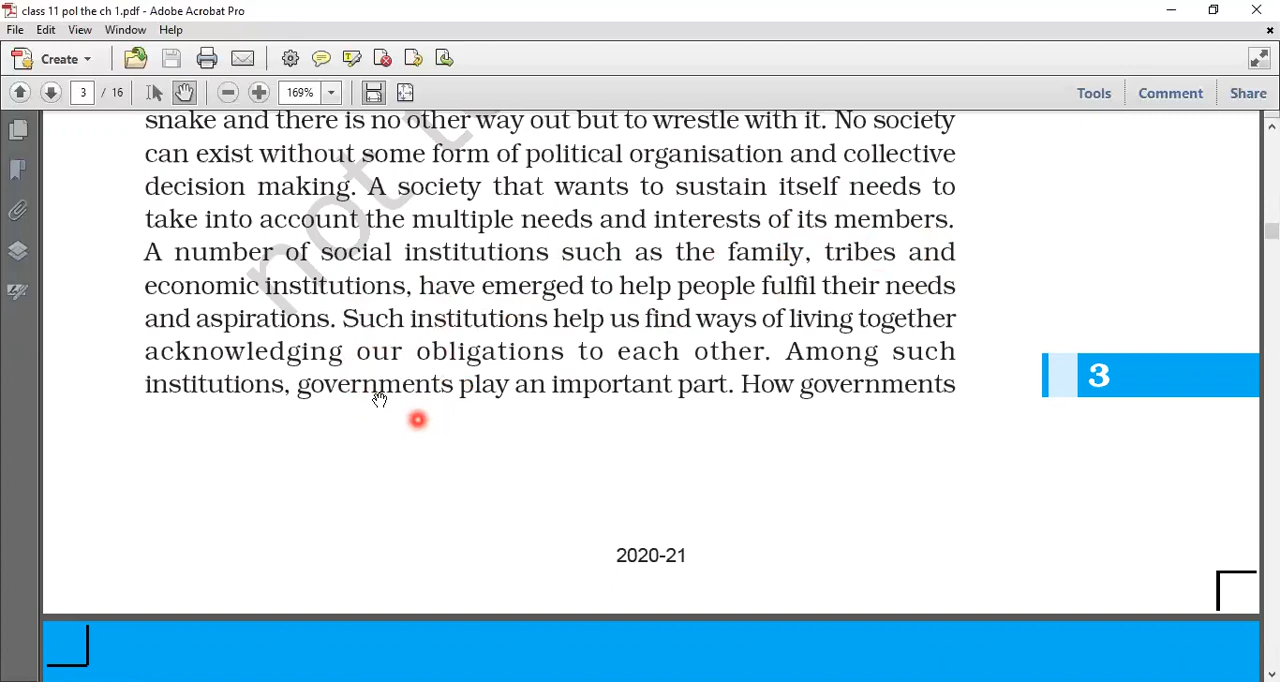 class 11 pol the ch 1.pdf - Adobe Acrobat Pro
File Edit View Window Help
Create
3 / 16 169% Tools Comment Share
snake and there is no other way out but to wrestle with it. No society
can exist without some form of political organisation and collective
decision making. A society that wants to sustain itself needs to
take into account the multiple needs and interests of its members.
A number of social institutions such as the family, tribes and
economic institutions, have emerged to help people fulfil their needs
and aspirations. Such institutions help us find ways of living together
acknowledging our obligations to each other. Among such
institutions, governments play an important part. How governments
3
not t
2020-21